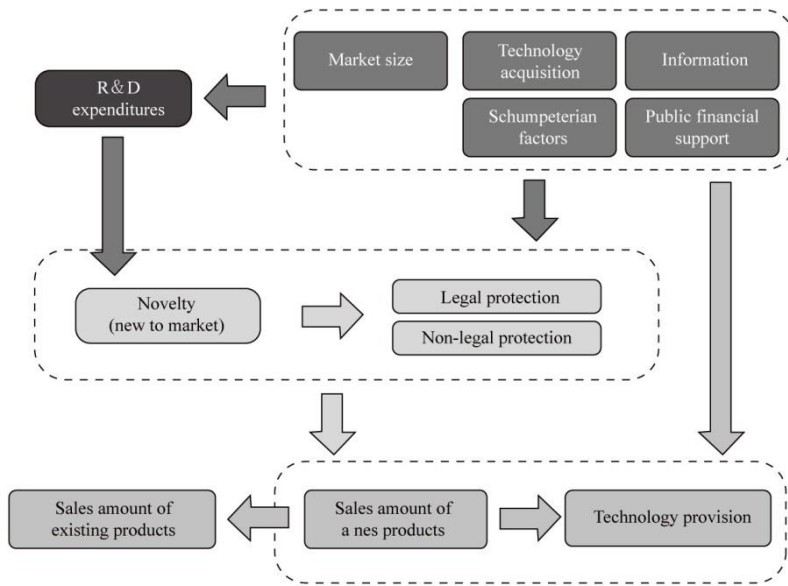 Market size
Technology
acquisition
Information
R&D
expenditures
Schumpeterian
factors
Public financial
support
Novelty
(new to market)
Legal protection
Non-legal protection
Sales amount of
existing products
Sales amount of
a nes products
Technology provision